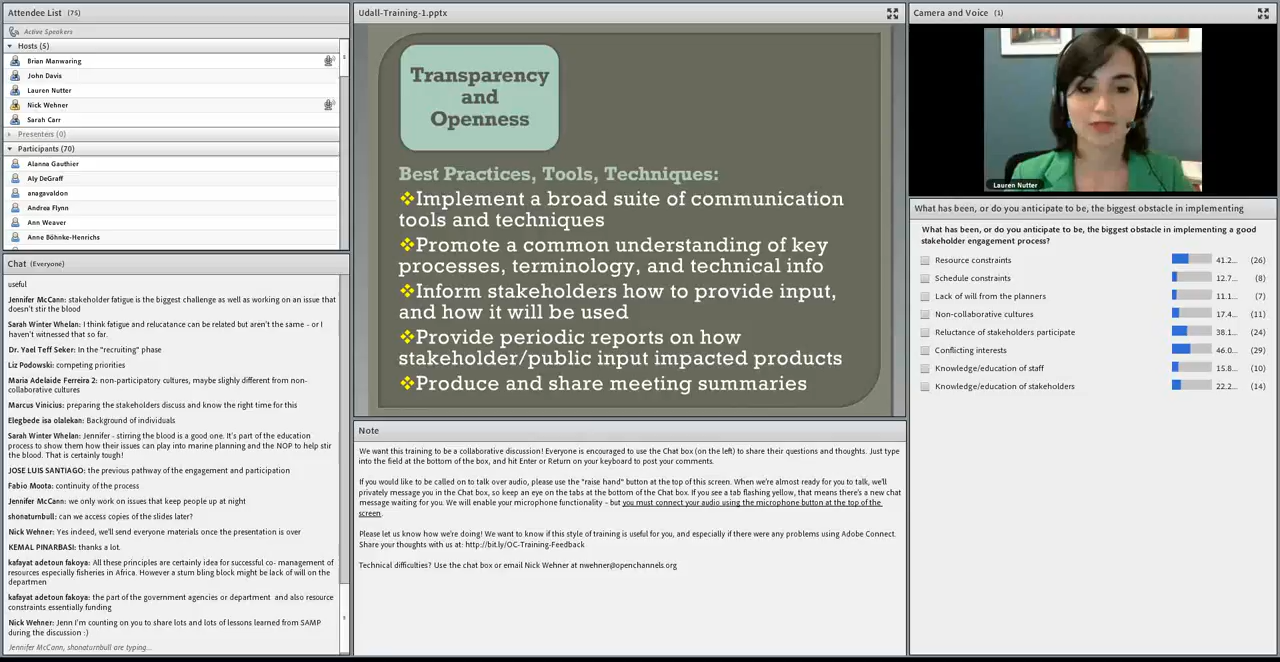 Attendee List (75)
Active Speakers
Hosts (5)
Brian Manwaring
John Davis
Lauren Nutter
Nick Wehner
Sarah Carr
Presenters (0)
Participants (70)
Alanna Gauthier
Aly DeGraff
anagavaldon
Andrea Flynn
Ann Weaver
Anne Böhnke-Henrichs
Chat (Everyone)
useful
Jennifer McCann: stakeholder fatigue is the biggest challenge as well as working on an issue that
doesn't stir the blood
Sarah Winter Whelan: I think fatigue and relucatance can be related but aren't the same - or I
haven't witnessed that so far.
Dr. Yael Teff Seker: In the "recruiting" phase
Liz Podowski: competing priorities
Maria Adelaide Ferreira 2: non-participatory cultures, maybe slighly different from non-
collaborative cultures
Marcus Vinicius: preparing the stakeholders discuss and know the right time for this
Elegbede isa olalekan: Background of individuals
Sarah Winter Whelan: Jennifer - stirring the blood is a good one. It's part of the education
process to show them how their issues can play into marine planning and the NOP to help stir
the blood. That is certainly tough!
JOSE LUIS SANTIAGO: the previous pathway of the engagement and participation
Fabio Moota: continuity of the process
Jennifer McCann: we only work on issues that keep people up at night
shonaturnbull: can we access copies of the slides later?
Nick Wehner: Yes indeed, we'll send everyone materials once the presentation is over
KEMAL PINARBASI: thanks a lot.
kafayat adetoun fakoya: All these principles are certainly idea for successful co- management of
resources especially fisheries in Africa. However a stum bling block might be lack of will on the
departmen
kafayat adetoun fakoya: the part of the government agencies or department and also resource
constraints essentially funding
Nick Wehner: Jenn I'm counting on you to share lots and lots of lessons learned from SAMP
during the discussion :)
Jennifer McCann, shonaturnbull are typing...
Udall-Training-1.pptx
Transparency
and
Openness
Best Practices, Tools, Techniques:
❖Implement a broad suite of communication
tools and techniques
❖Promote a common understanding of key
processes, terminology, and technical info
❖Inform stakeholders how to provide input,
and how it will be used
❖Provide periodic reports on how
stakeholder/public input impacted products
❖Produce and share meeting summaries
Note
We want this training to be a collaborative discussion! Everyone is encouraged to use the Chat box (on the left) to share their questions and thoughts. Just type
into the field at the bottom of the box, and hit Enter or Return on your keyboard to post your comments.
If you would like to be called on to talk over audio, please use the "raise hand" button at the top of this screen. When we're almost ready for you to talk, we'll
privately message you in the Chat box, so keep an eye on the tabs at the bottom of the Chat box. If you see a tab flashing yellow, that means there's a new chat
message waiting for you. We will enable your microphone functionality - but you must connect your audio using the microphone button at the top of the
screen.
Please let us know how we're doing! We want to know if this style of training is useful for you, and especially if there were any problems using Adobe Connect.
Share your thoughts with us at: http://bit.ly/OC-Training-Feedback
Technical difficulties? Use the chat box or email Nick Wehner at nwehner@openchannels.org
Camera and Voice (1)
Lauren Nutter
What has been, or do you anticipate to be, the biggest obstacle in implementing
What has been, or do you anticipate to be, the biggest obstacle in implementing a good
stakeholder engagement process?
Resource constraints 41.2... (26)
Schedule constraints 12.7... (8)
Lack of will from the planners 11.1... (7)
Non-collaborative cultures 17.4... (11)
Reluctance of stakeholders participate 38.1... (24)
Conflicting interests 46.0... (29)
Knowledge/education of staff 15.8... (10)
Knowledge/education of stakeholders 22.2... (14)